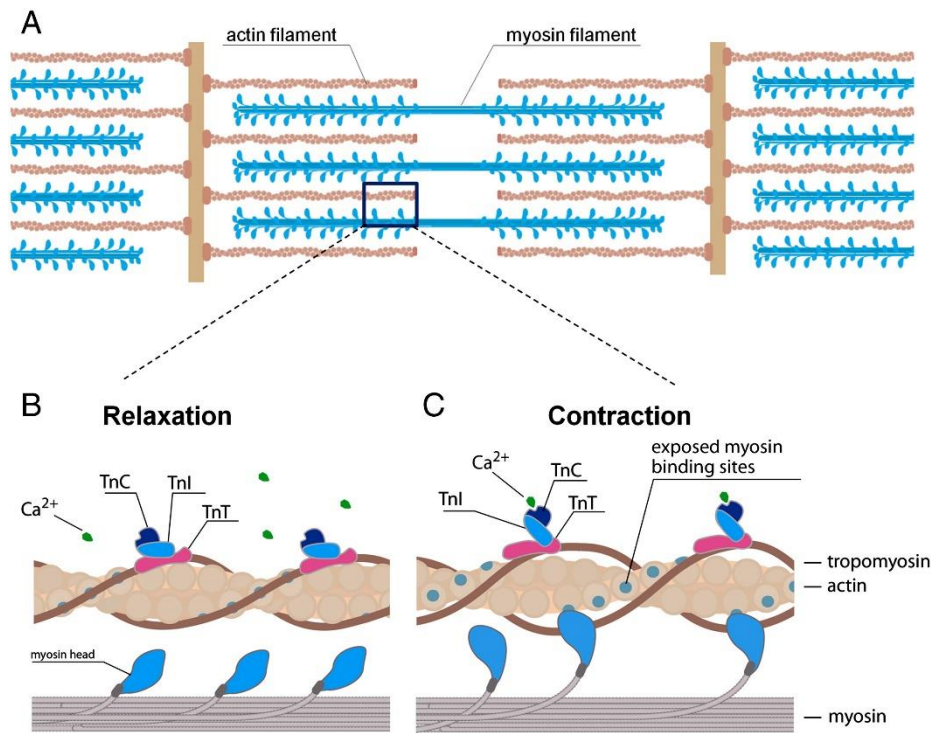 A
actin filament
myosin filament
B
Relaxation
Ca2+
TnC
TnI
TnT
myosin head
C
Contraction
Ca2+
TnC
TnI
TnT
exposed myosin
binding sites
tropomyosin
actin
myosin